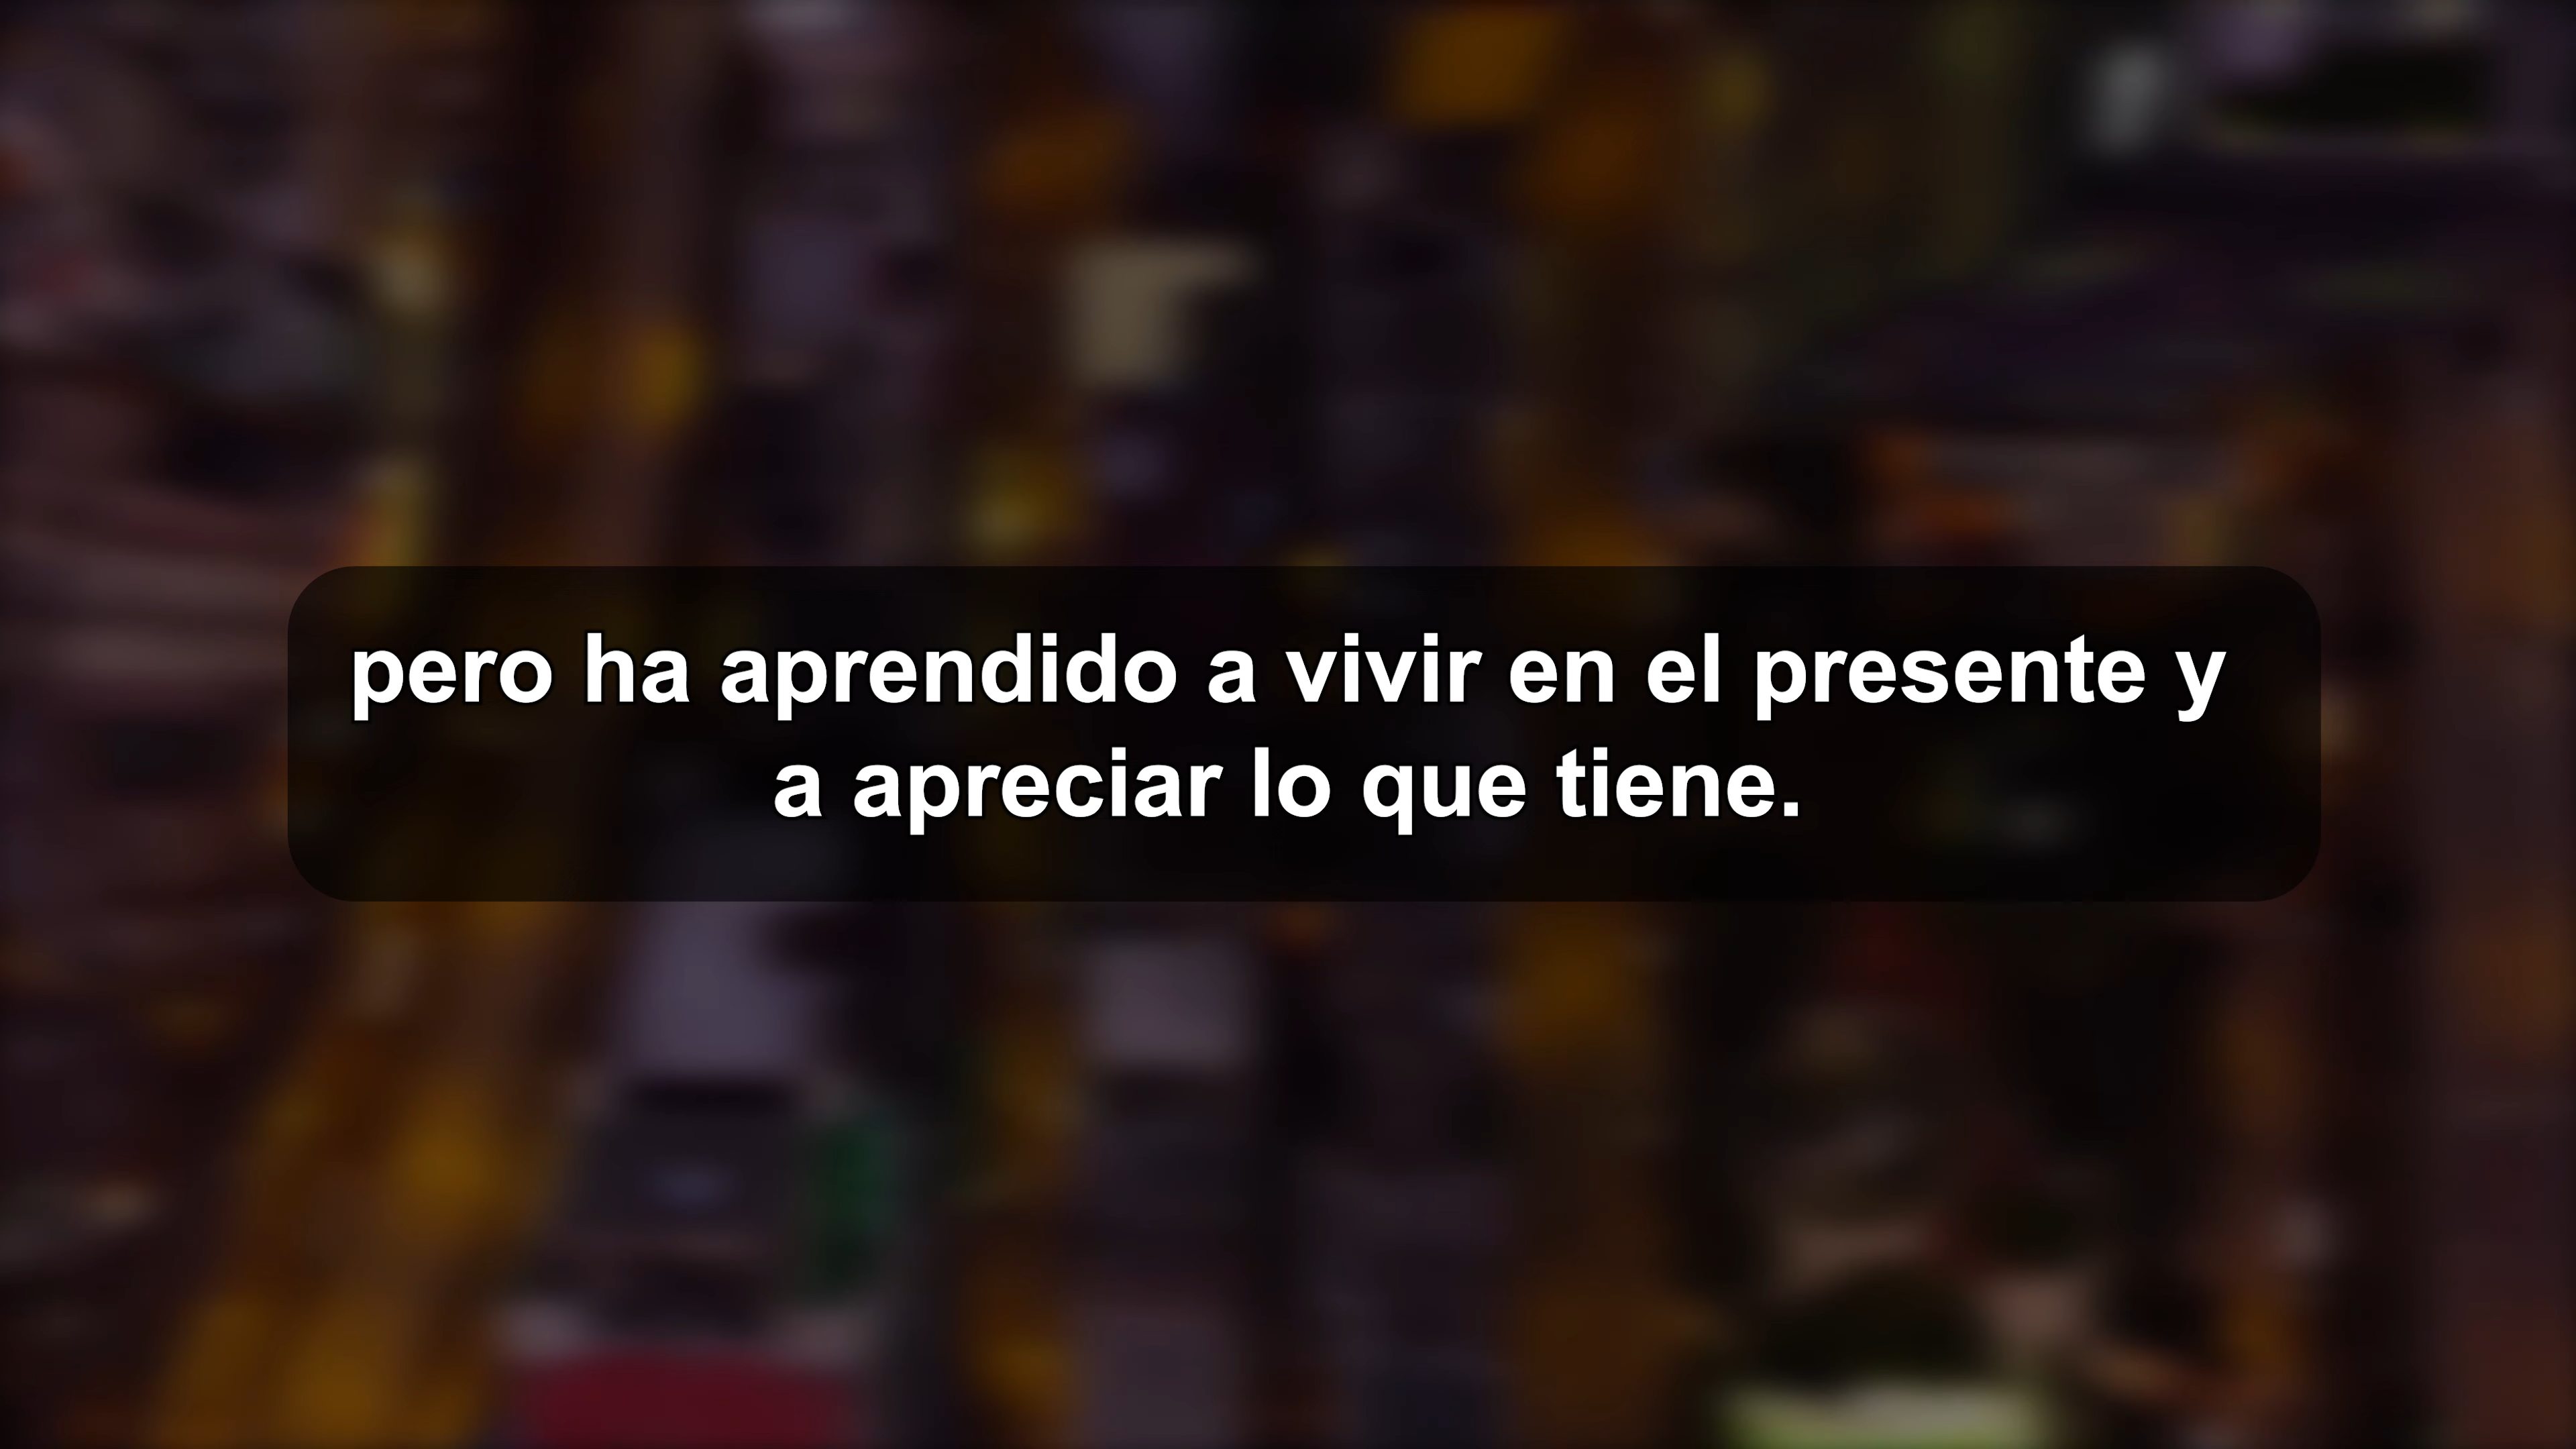 pero ha aprendido a vivir en el presente y
a apreciar lo que tiene.